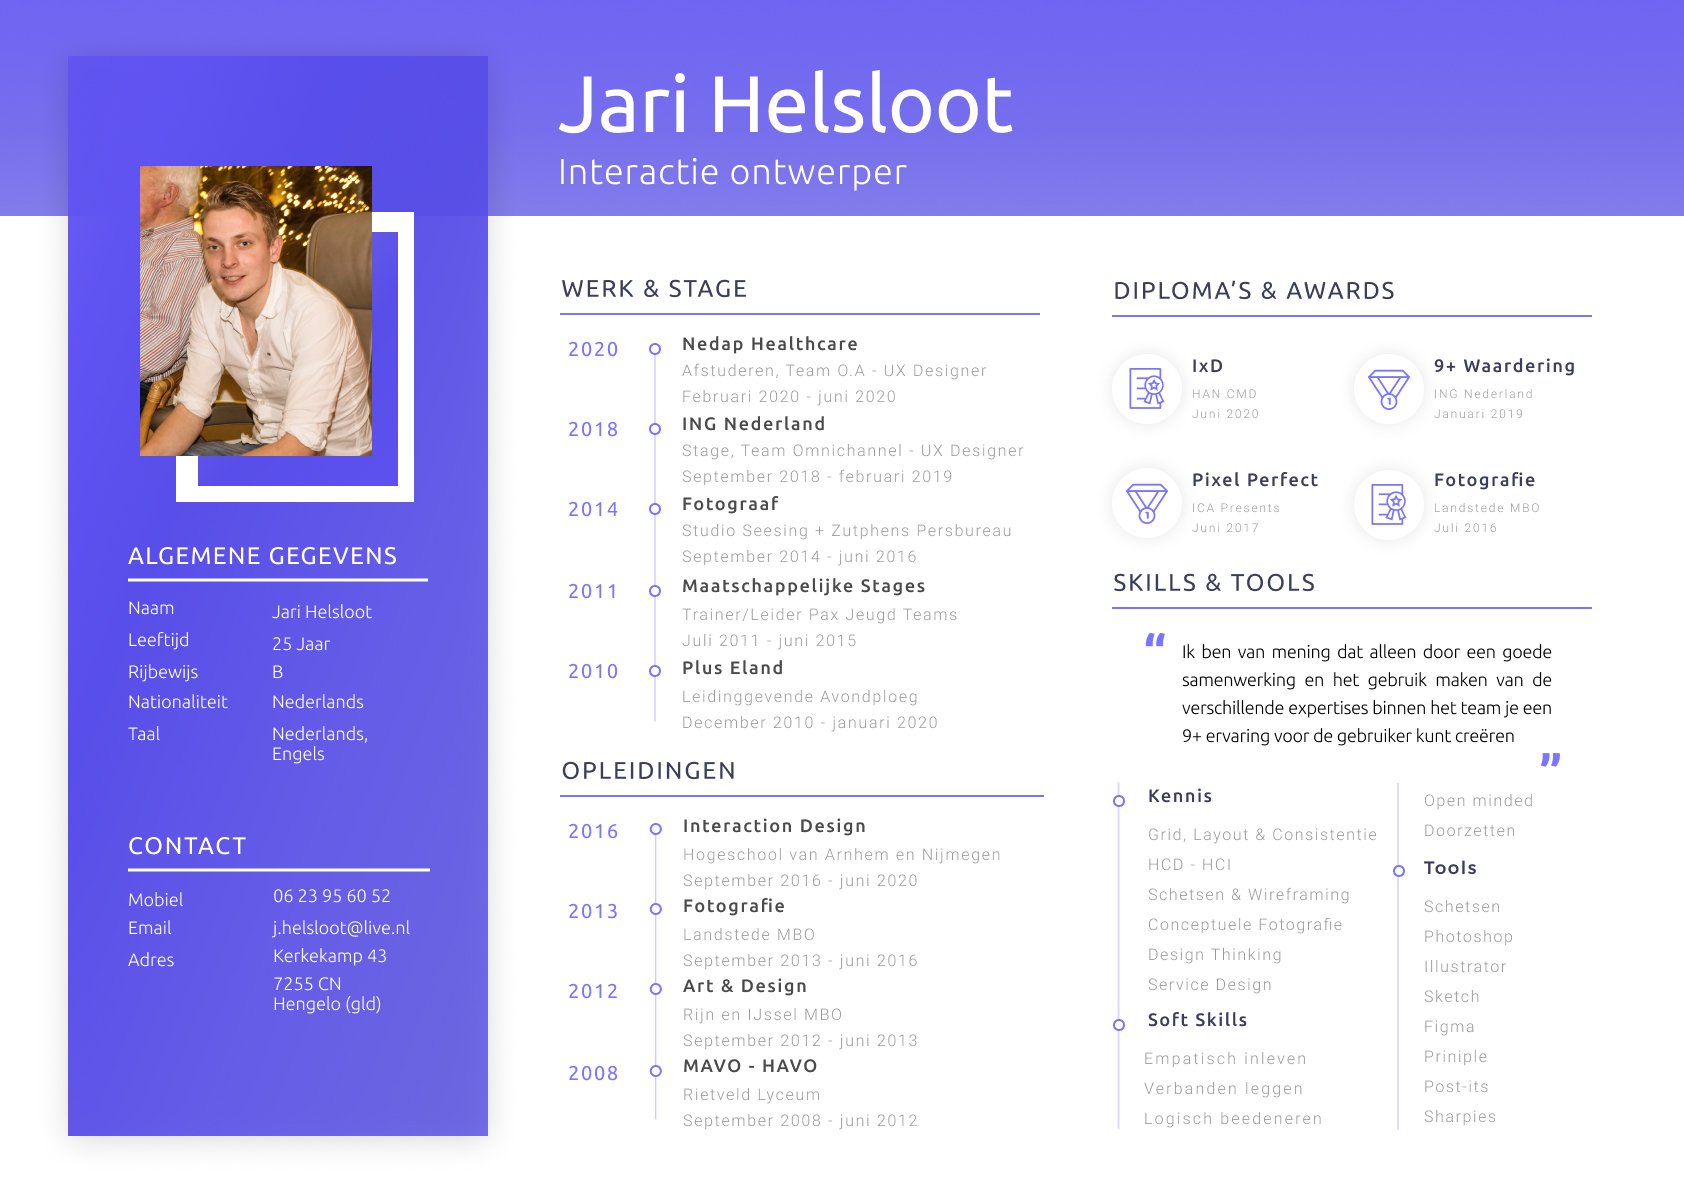 Jari Helsloot
Interactie ontwerper
ALGEMENE GEGEVENS
Naam Jari Helsloot
Leeftijd 25 Jaar
Rijbewijs B
Nationaliteit Nederlands
Taal Nederlands,
Engels
CONTACT
Mobiel 06 23 95 60 52
Email j.helsloot@live.nl
Adres Kerkekamp 43
7255 CN
Hengelo (gld)
WERK & STAGE
2020 Nedap Healthcare
Afstuderen, Team O.A - UX Designer
Februari 2020 - juni 2020
2018 ING Nederland
Stage, Team Omnichannel - UX Designer
September 2018 - februari 2019
2014 Fotograaf
Studio Seesing + Zutphens Persbureau
September 2014 - juni 2016
2011 Maatschappelijke Stages
Trainer/Leider Pax Jeugd Teams
Juli 2011 - juni 2015
2010 Plus Eland
Leidinggevende Avondploeg
December 2010 - januari 2020
OPLEIDINGEN
2016 Interaction Design
Hogeschool van Arnhem en Nijmegen
September 2016 - juni 2020
2013 Fotografie
Landstede MBO
September 2013 - juni 2016
2012 Art & Design
Rijn en IJssel MBO
September 2012 - juni 2013
2008 MAVO - HAVO
Rietveld Lyceum
September 2008 - juni 2012
DIPLOMA'S & AWARDS
IxD
HAN CMD
Juni 2020
1
9+ Waardering
ING Nederland
Januari 2019
1
Pixel Perfect
ICA Presents
Juni 2017
Fotografie
Landstede MBO
Juli 2016
SKILLS & TOOLS
“ Ik ben van mening dat alleen door een goede
samenwerking en het gebruik maken van de
verschillende expertises binnen het team je een
9+ ervaring voor de gebruiker kunt creëren
”
Kennis
Grid, Layout & Consistentie
HCD - HCI
Schetsen & Wireframing
Conceptuele Fotografie
Design Thinking
Service Design
Soft Skills
Empatisch inleven
Verbanden leggen
Logisch beedeneren
Open minded
Doorzetten
Tools
Schetsen
Photoshop
Illustrator
Sketch
Figma
Priniple
Post-its
Sharpies